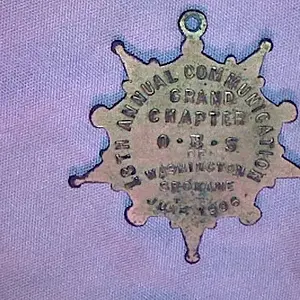 18TH ANNUAL COMMUNICATION
GRAND
CHAPTER
O·E·S
OF
WASHINGTON
SPOKANE